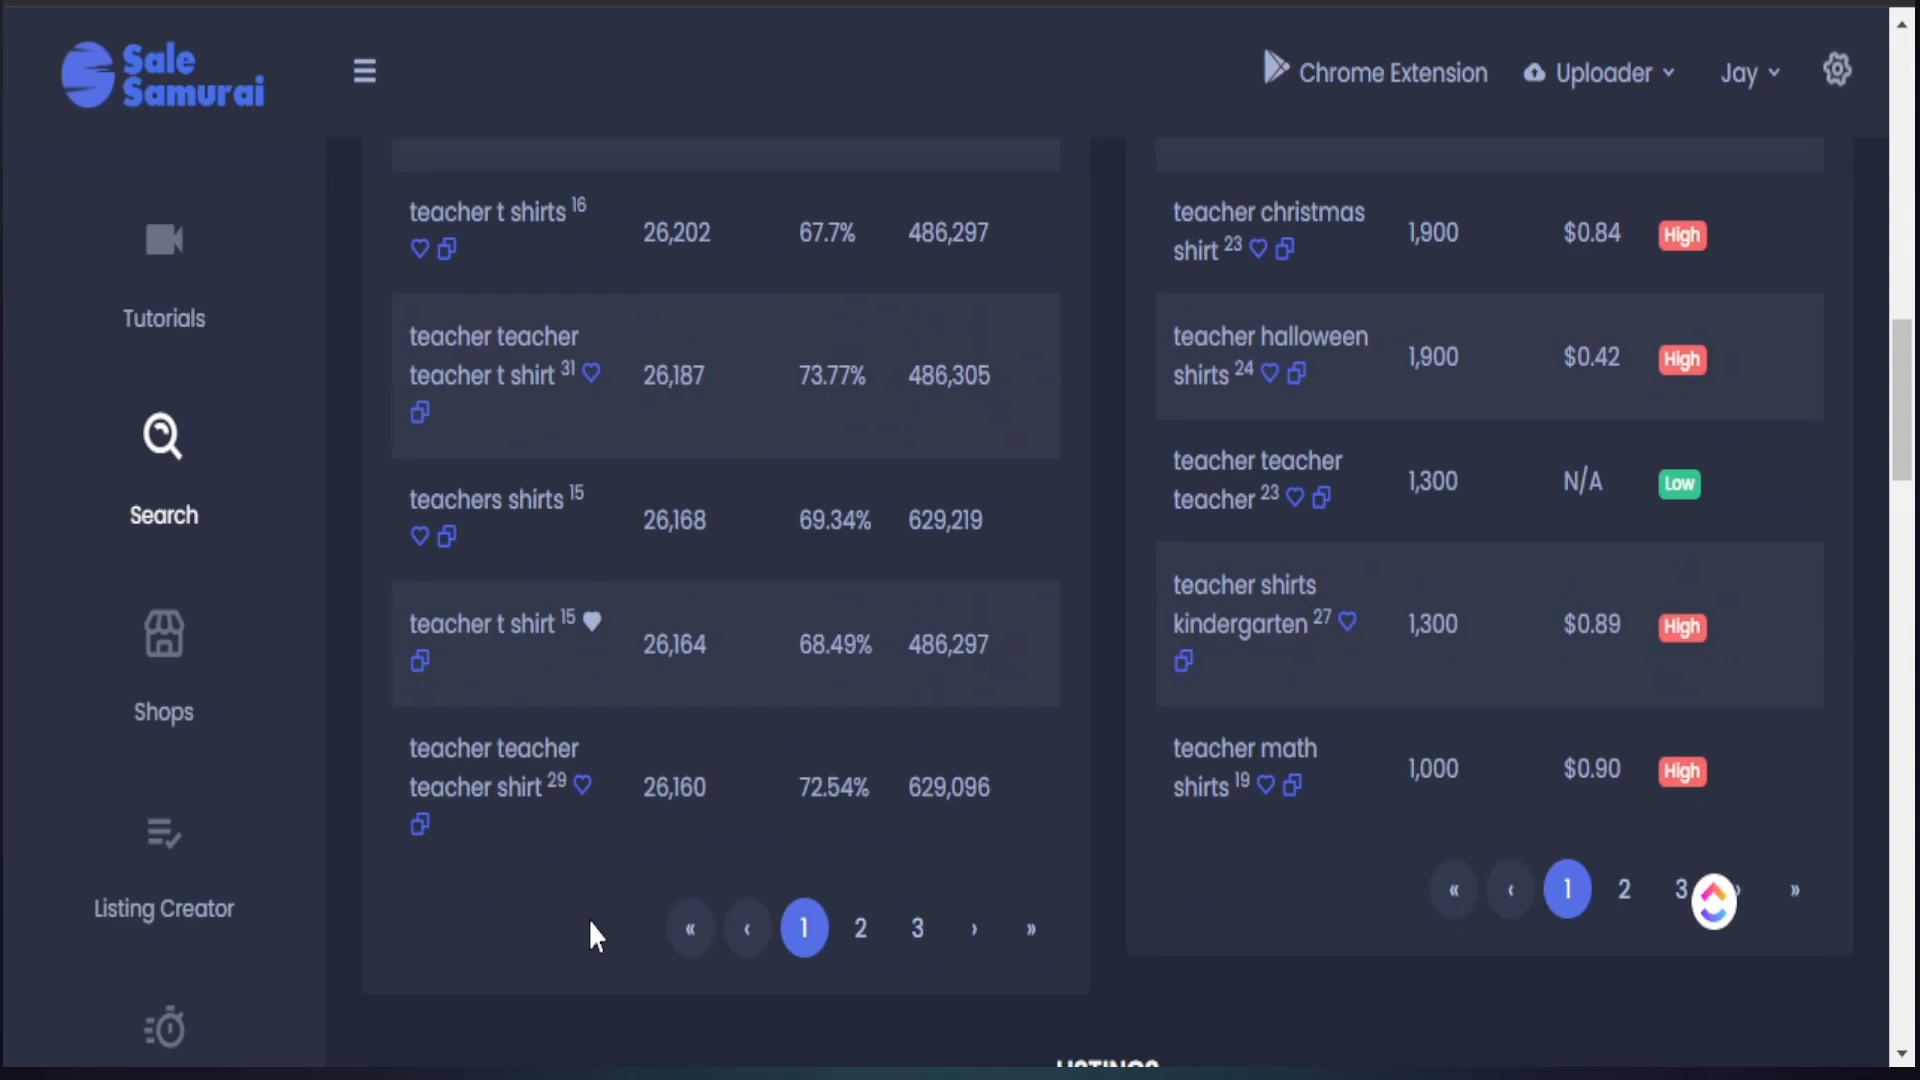 Sale
Samurai
Chrome Extension
Uploader
Jay
Tutorials
Search
Shops
Listing Creator
teacher t shirts 16
26,202
67.7%
486,297
teacher teacher
teacher t shirt 31
26,187
73.77%
486,305
teachers shirts 15
26,168
69.34%
629,219
teacher t shirt 15
26,164
68.49%
486,297
teacher teacher
teacher shirt 29
26,160
72.54%
629,096
« ‹ 1 2 3 › »
teacher christmas
shirt 23
1,900
$0.84
High
teacher halloween
shirts 24
1,900
$0.42
High
teacher teacher
teacher 23
1,300
N/A
Low
teacher shirts
kindergarten 27
1,300
$0.89
High
teacher math
shirts 19
1,000
$0.90
High
« ‹ 1 2 3 › »
LISTINGS